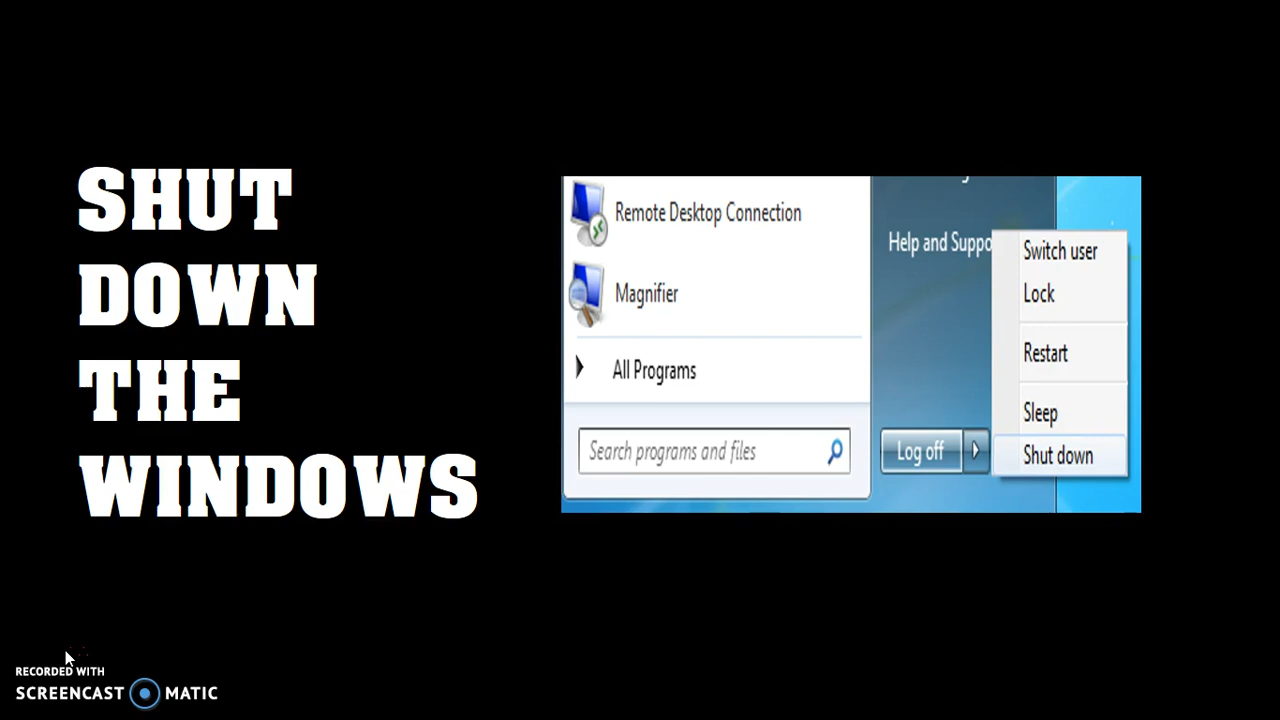 SHUT
DOWN
THE
WINDOWS
Remote Desktop Connection
Magnifier
All Programs
Search programs and files
Help and Suppo
Log off
Switch user
Lock
Restart
Sleep
Shut down
RECORDED WITH
SCREENCAST MATIC